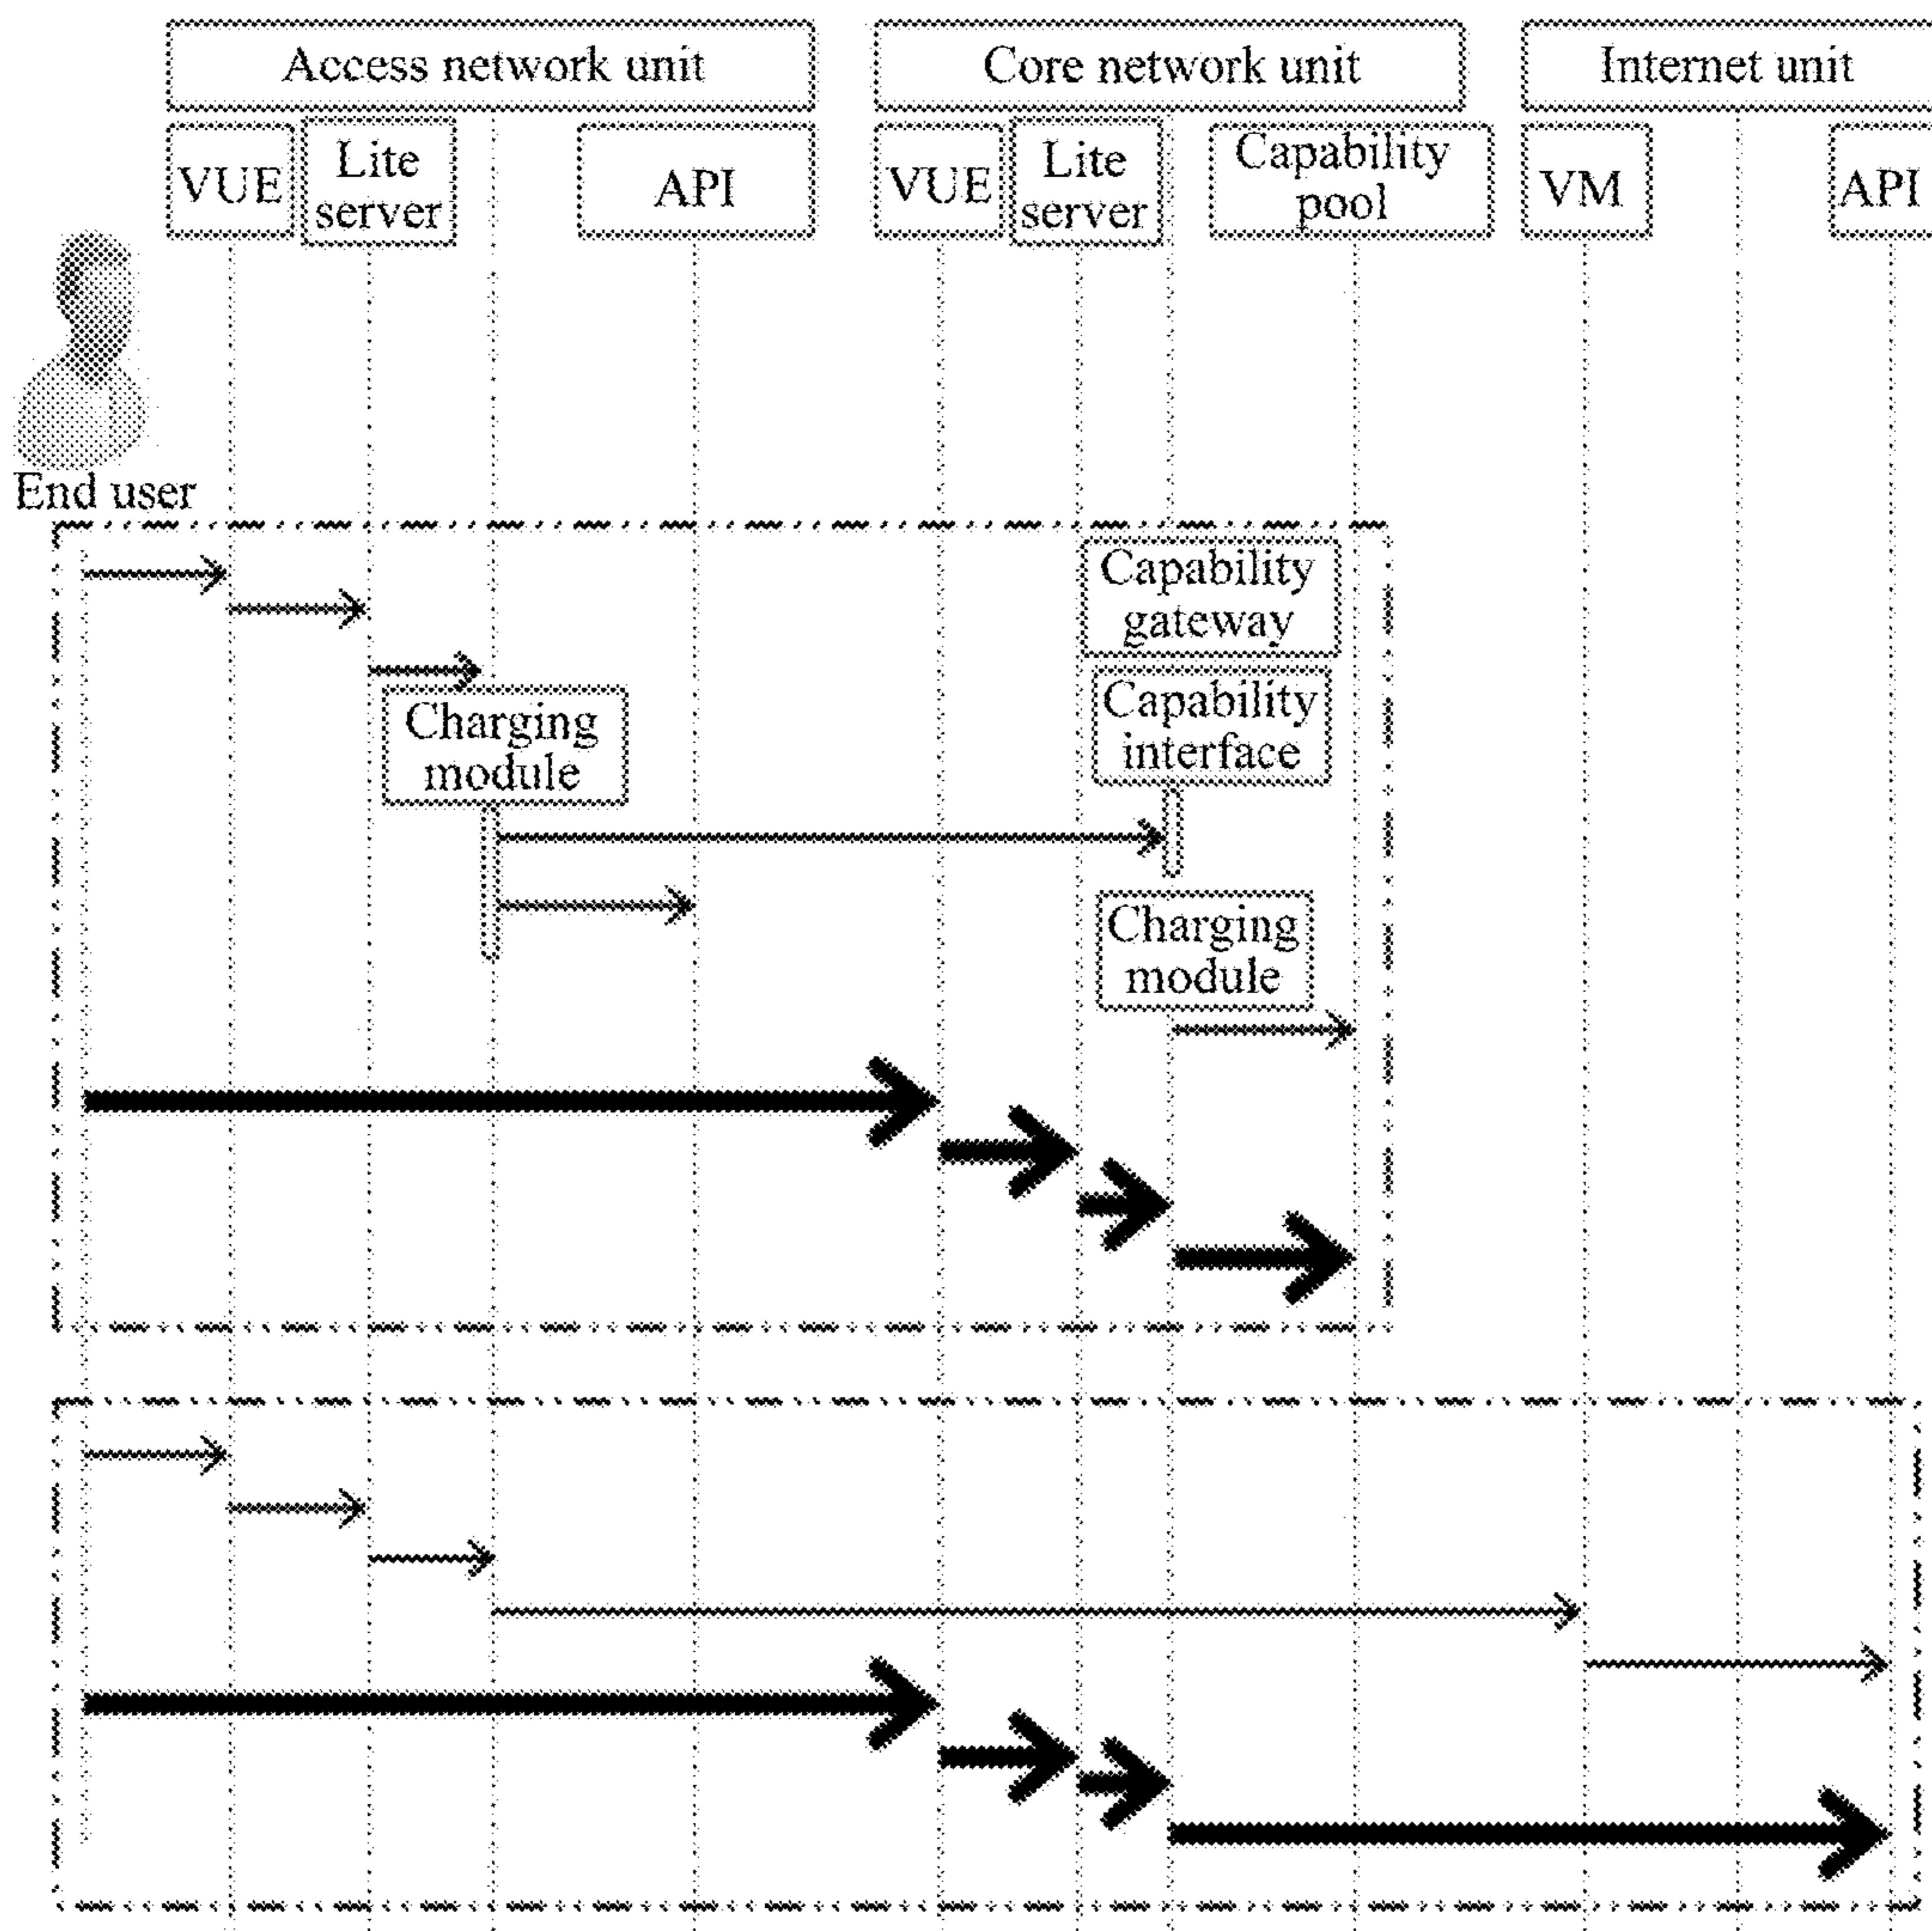 Access network unit
Core network unit
Internet unit
VUE
Lite
server
API
VUE
Lite
server
Capability
pool
VM
API
End user
Capability
gateway
Capability
interface
Charging
module
Charging
module